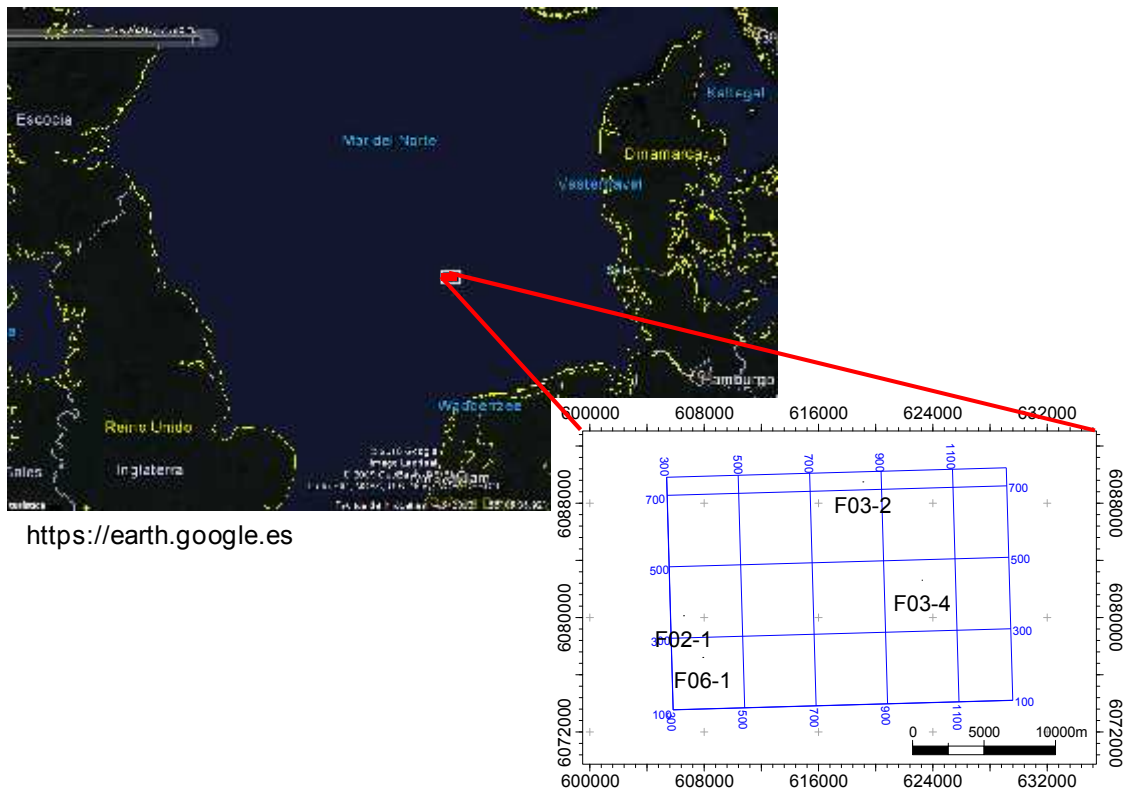 Escocia
Mar del Norte
Kattegat
Dinamarca
Vesterhavet
Sylt
Hamburgo
Waddenzee
Reino Unido
Inglaterra
Gales
https://earth.google.es
600000 608000 616000 624000 632000
300 500 700 900 1100
700 700
6088000 6088000
F03-2
500 500
F03-4
6080000 6080000
300 F02-1 300
F06-1
100 100
300 500 700 900 1100
6072000 6072000
0 5000 10000m
600000 608000 616000 624000 632000